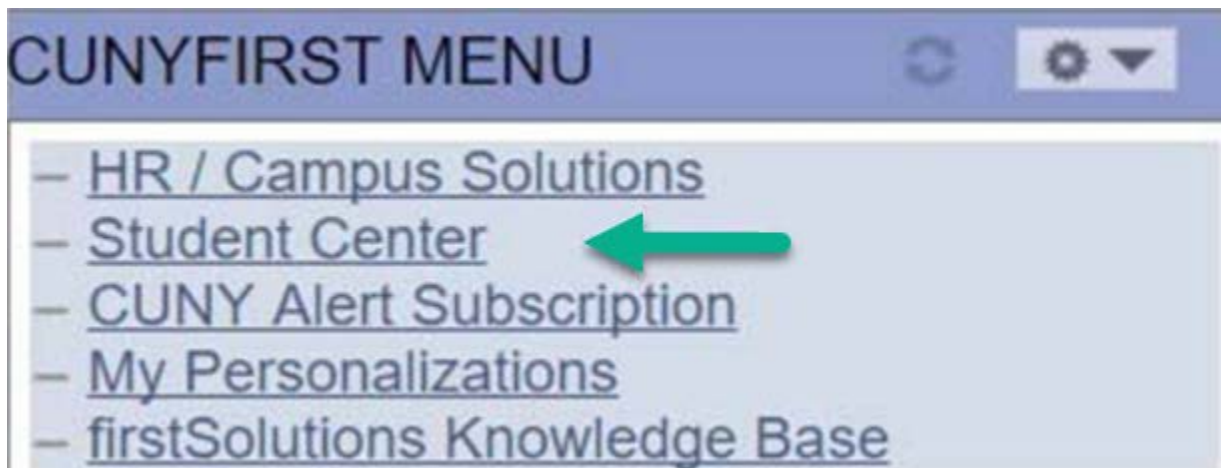 CUNYFIRST MENU
– HR / Campus Solutions
– Student Center
– CUNY Alert Subscription
– My Personalizations
– firstSolutions Knowledge Base